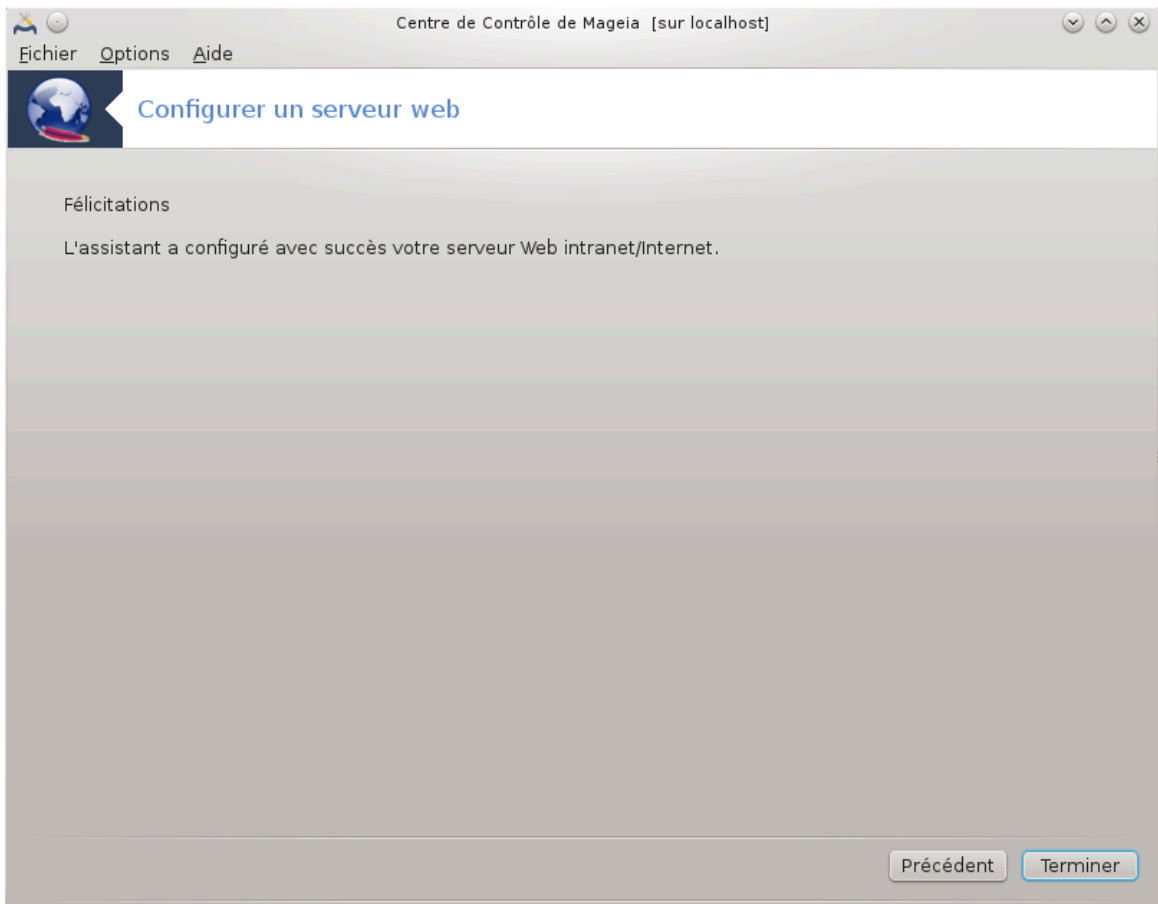 Centre de Contrôle de Mageia [sur localhost]
Fichier Options Aide
Configurer un serveur web
Félicitations
L'assistant a configuré avec succès votre serveur Web intranet/Internet.
Précédent Terminer